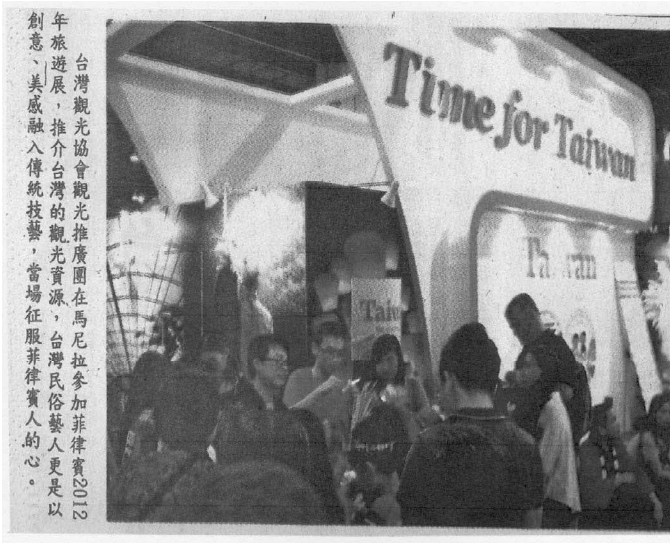 台灣觀光協會觀光推廣團在馬尼拉參加菲律賓2012
年旅遊展，推介台灣的觀光資源，台灣民俗藝人更是以
創意、美感融入傳統技藝，當場征服菲律賓人的心。
Time for Taiwan
Taiwan